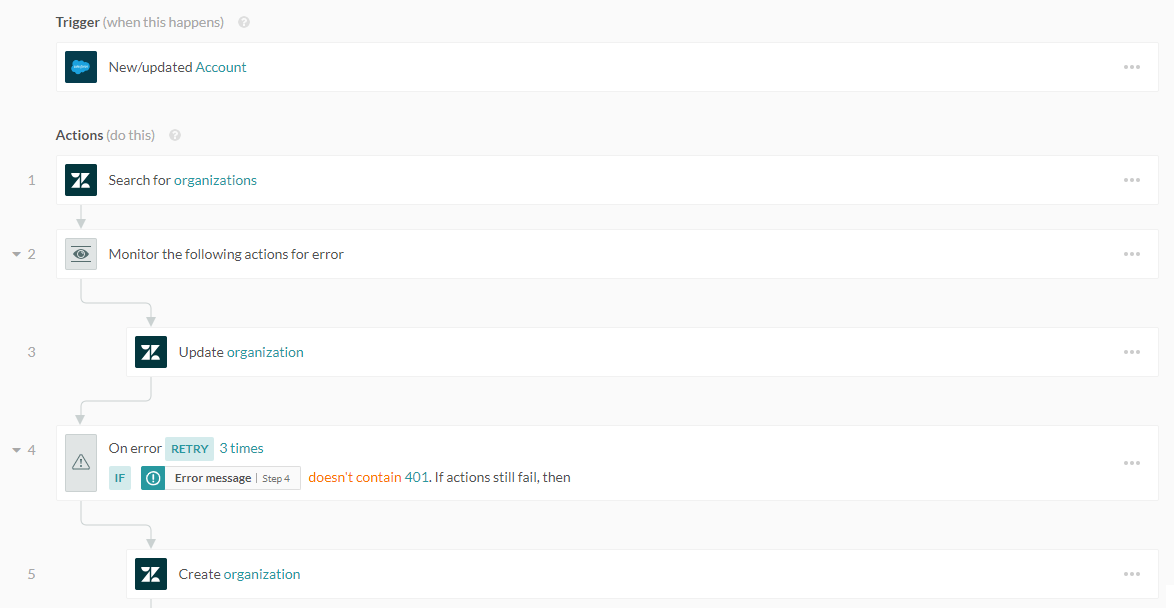 Trigger (when this happens) ?
New/updated Account
Actions (do this) ?
1 Search for organizations
2 Monitor the following actions for error
3 Update organization
4 On error RETRY 3 times
IF Error message | Step 4 doesn't contain 401. If actions still fail, then
5 Create organization